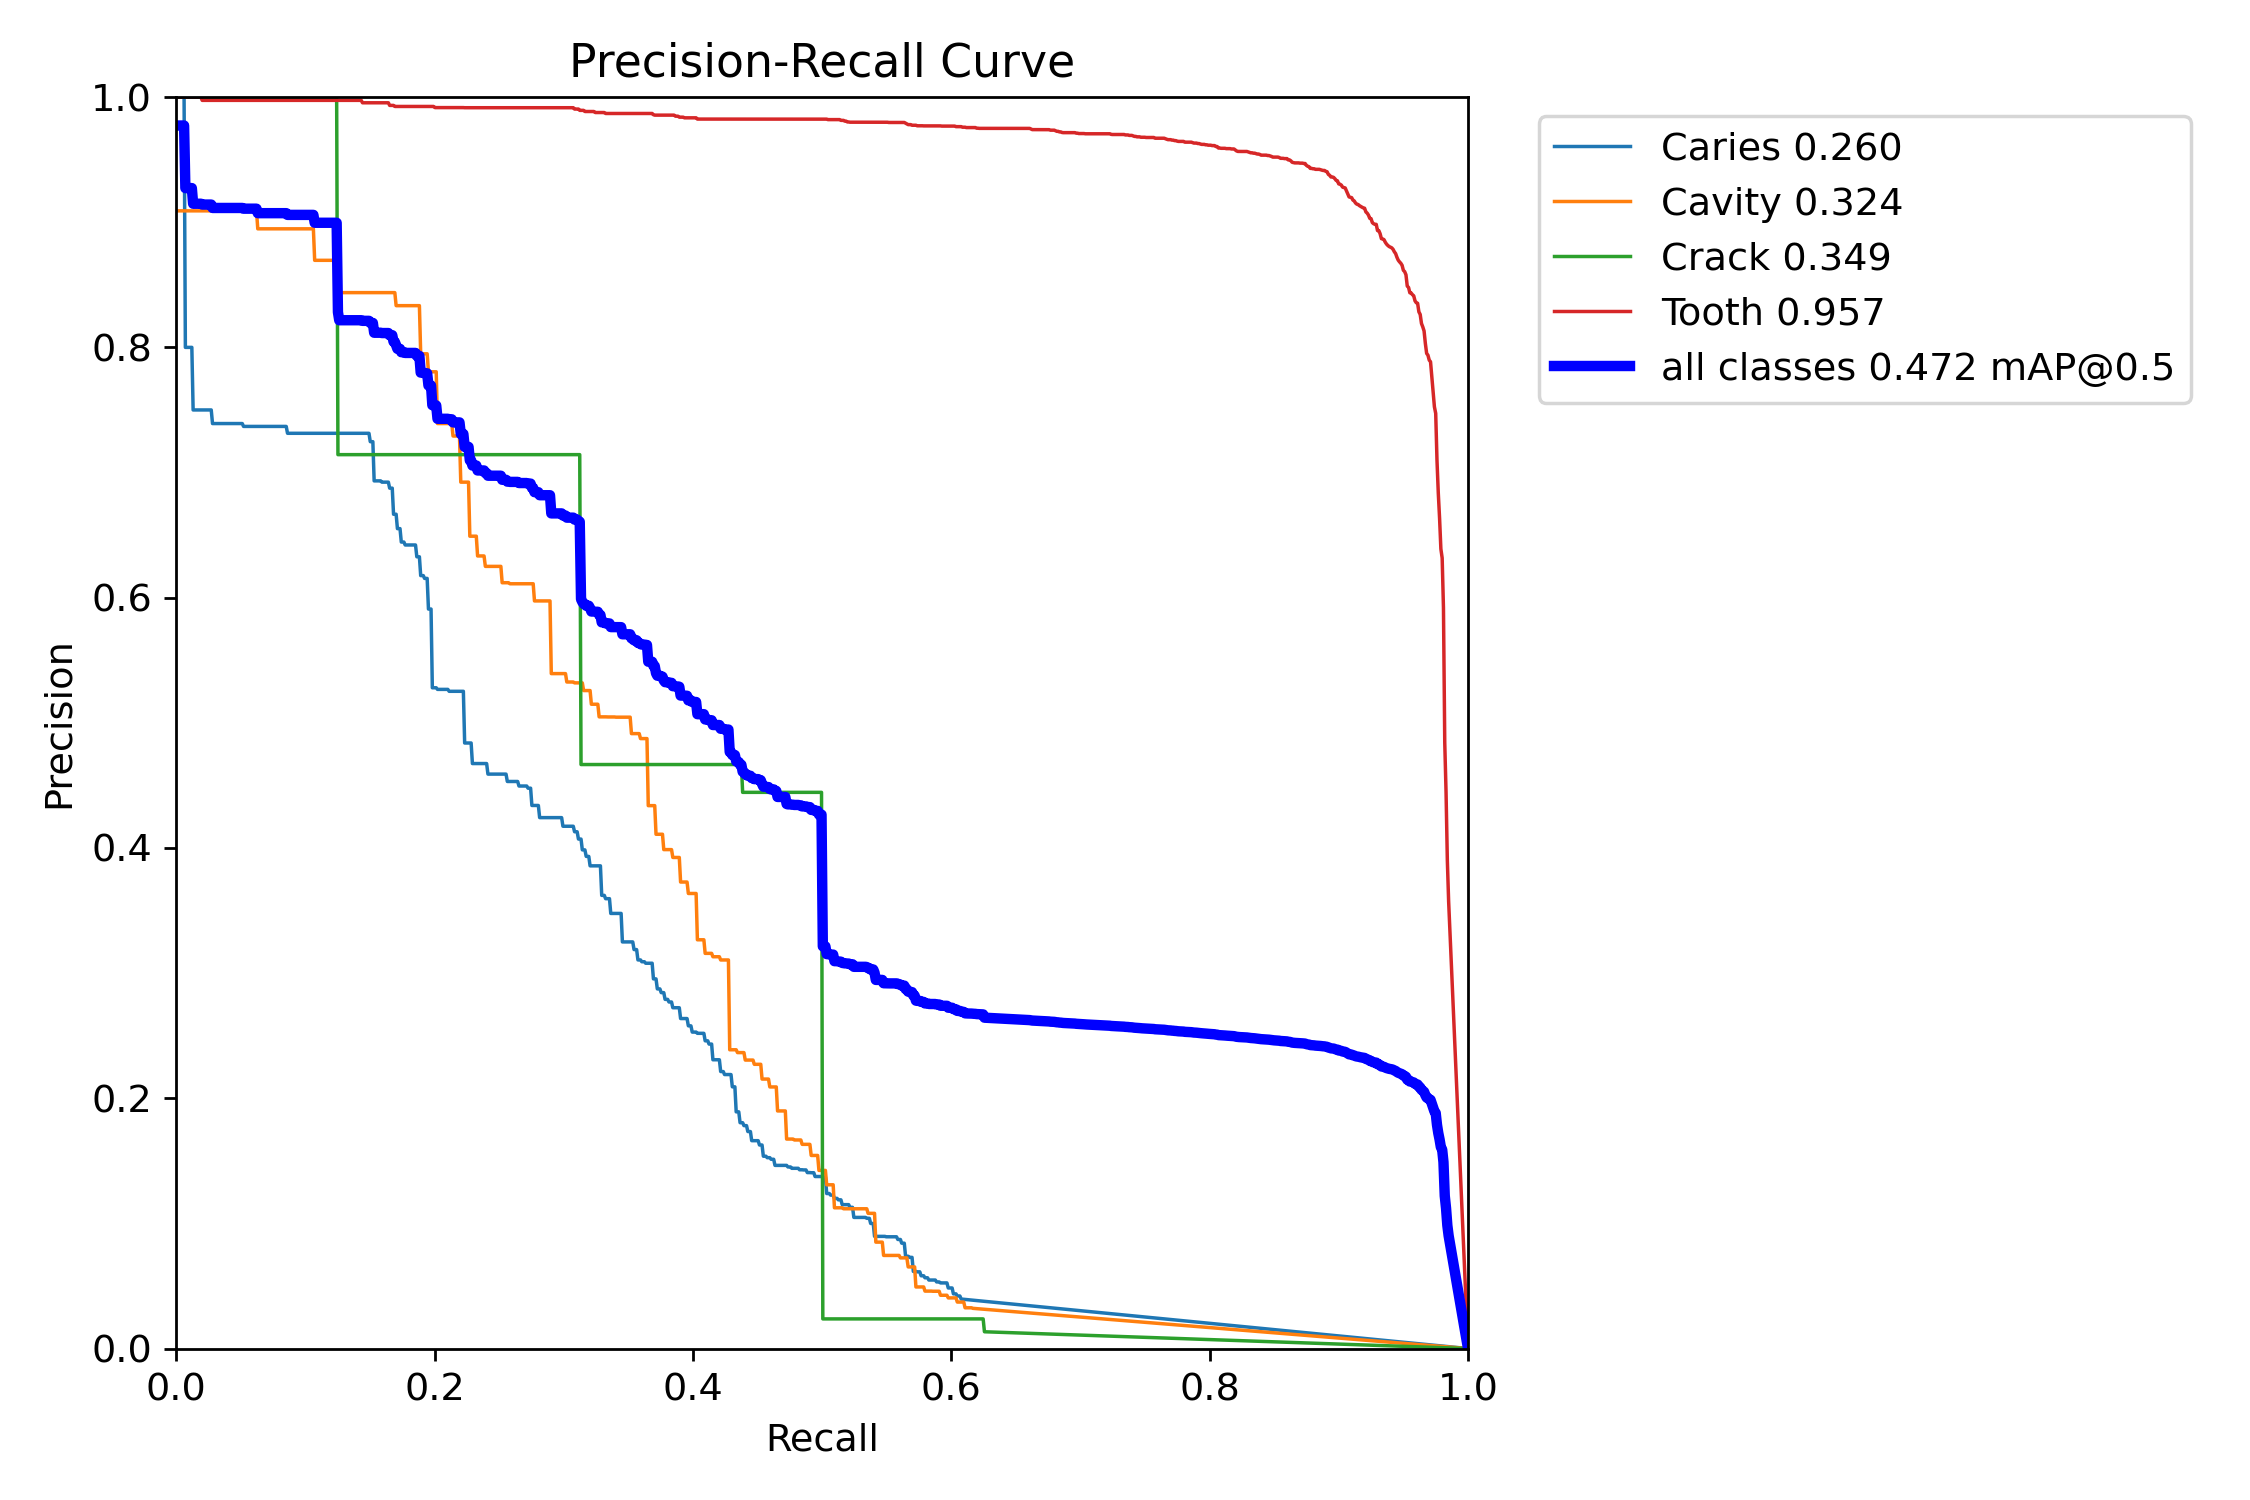 Precision-Recall Curve
1.0
0.8
0.6
0.4
0.2
0.0
Precision
0.0 0.2 0.4 0.6 0.8 1.0
Recall
Caries 0.260
Cavity 0.324
Crack 0.349
Tooth 0.957
all classes 0.472 mAP@0.5